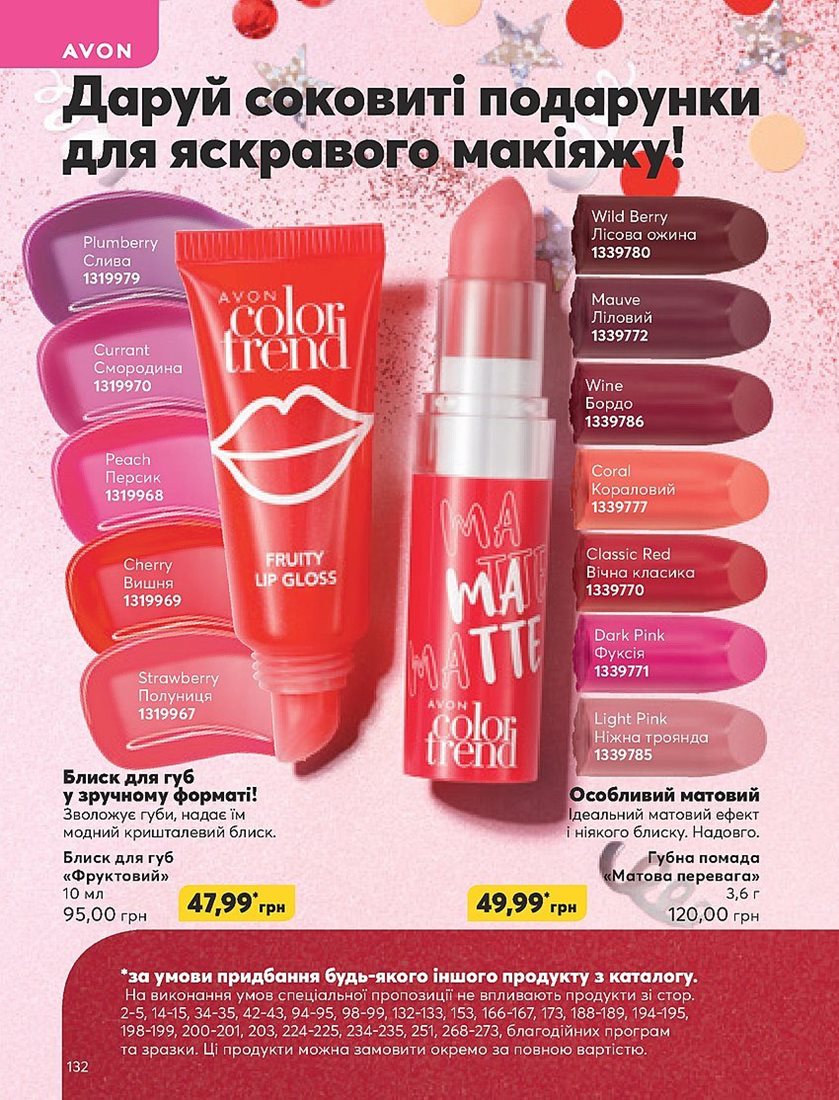 AVON
Даруй соковиті подарунки
для яскравого макіяжу!
Plumberry
Слива
1319979
Currant
Смородина
1319970
Peach
Персик
1319968
Cherry
Вишня
1319969
Strawberry
Полуниця
1319967
AVON
color
trend
FRUITY
LIP GLOSS
MA
TTE
MA
TTE
MA
AVON
color
trend
Wild Berry
Лісова ожина
1339780
Mauve
Ліловий
1339772
Wine
Бордо
1339786
Coral
Кораловий
1339777
Classic Red
Вічна класика
1339770
Dark Pink
Фуксія
1339771
Light Pink
Ніжна троянда
1339785
Блиск для губ
у зручному форматі!
Зволожує губи, надає їм
модний кришталевий блиск.
Блиск для губ
«Фруктовий»
10 мл
95,00 грн
47,99* грн
Особливий матовий
Ідеальний матовий ефект
і ніякого блиску. Надовго.
Губна помада
«Матова перевага»
3,6 г
49,99* грн
120,00 грн
*за умови придбання будь-якого іншого продукту з каталогу.
На виконання умов спеціальної пропозиції не впливають продукти зі стор.
2-5, 14-15, 34-35, 42-43, 94-95, 98-99, 132-133, 153, 166-167, 173, 188-189, 194-195,
198-199, 200-201, 203, 224-225, 234-235, 251, 268-273, благодійних програм
та зразки. Ці продукти можна замовити окремо за повною вартістю.
132